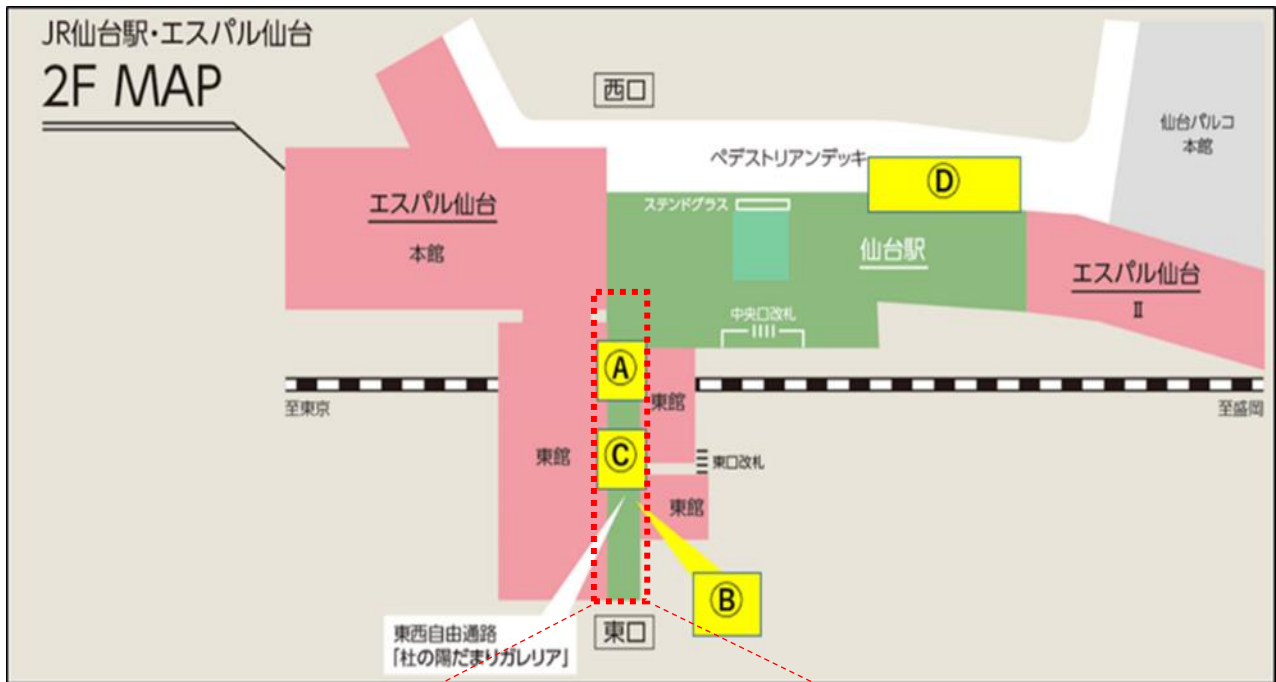 JR仙台駅・エスパル仙台
2F MAP
西口
仙台パルコ
本館
ペデストリアンデッキ
Ⓓ
エスパル仙台
本館
ステンドグラス
仙台駅
エスパル仙台
Ⅱ
中央口改札
Ⓐ
至東京
東館
至盛岡
東館
Ⓒ
東口改札
東館
Ⓑ
東西自由通路
「杜の陽だまりガレリア」
東口